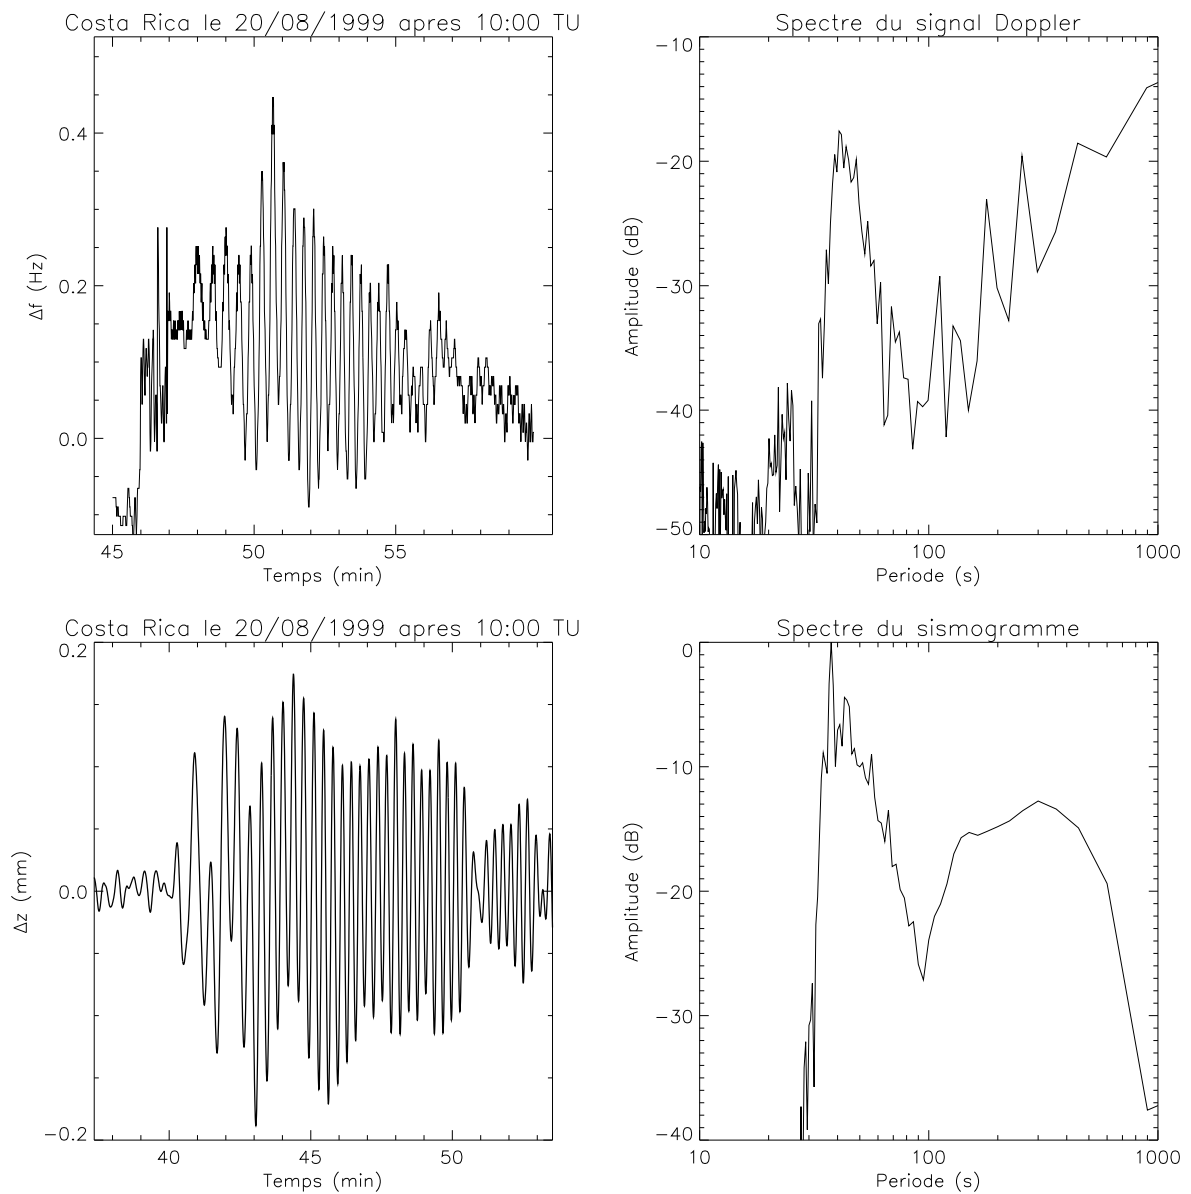 Costa Rica le 20/08/1999 apres 10:00 TU
0.4
0.2
0.0
Δf (Hz)
45 50 55
Temps (min)
Spectre du signal Doppler
-10
-20
-30
-40
-50
Amplitude (dB)
10 100 1000
Periode (s)
Costa Rica le 20/08/1999 apres 10:00 TU
0.2
0.0
-0.2
Δz (mm)
40 45 50
Temps (min)
Spectre du sismogramme
0
-10
-20
-30
-40
Amplitude (dB)
10 100 1000
Periode (s)